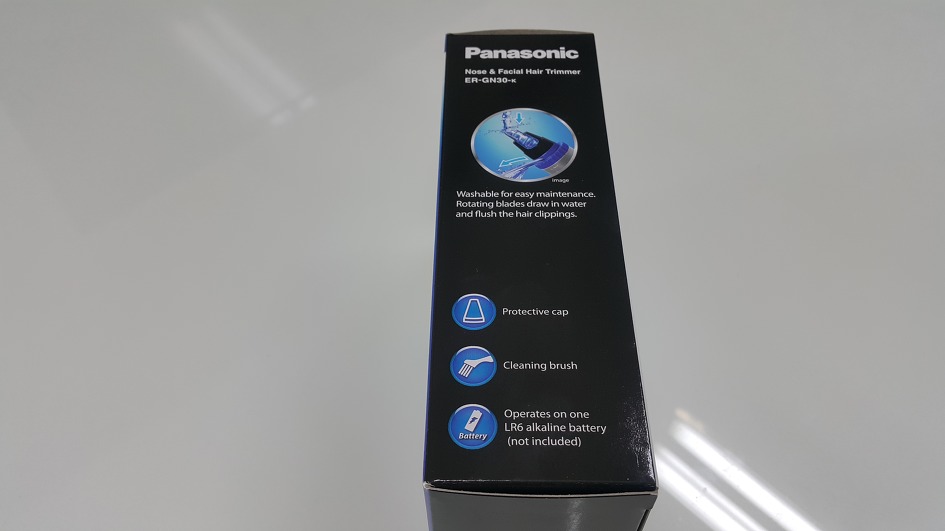 Panasonic
Nose & Facial Hair Trimmer
ER-GN30-K
Image
Washable for easy maintenance.
Rotating blades draw in water
and flush the hair clippings.
Protective cap
Cleaning brush
Battery
Operates on one
LR6 alkaline battery
(not included)